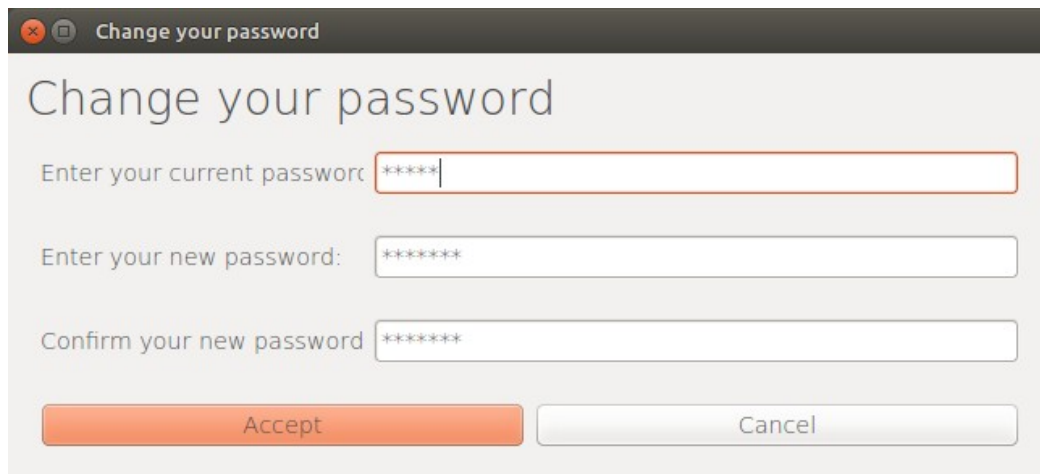 Change your password
Change your password
Enter your current password *****
Enter your new password: *******
Confirm your new password *******
Accept Cancel